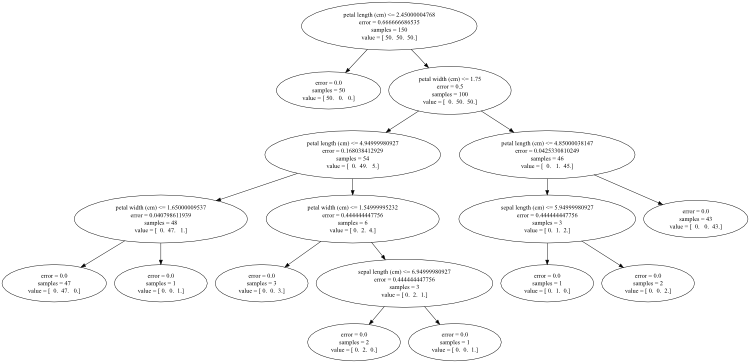 petal length (cm) <= 2.45000004768
error = 0.666666686535
samples = 150
value = [ 50. 50. 50.]
error = 0.0
samples = 50
value = [ 50. 0. 0.]
petal width (cm) <= 1.75
error = 0.5
samples = 100
value = [ 0. 50. 50.]
petal length (cm) <= 4.94999980927
error = 0.168038412929
samples = 54
value = [ 0. 49. 5.]
petal length (cm) <= 4.85000038147
error = 0.0425330810249
samples = 46
value = [ 0. 1. 45.]
petal width (cm) <= 1.65000009537
error = 0.040798611939
samples = 48
value = [ 0. 47. 1.]
petal width (cm) <= 1.54999995232
error = 0.444444447756
samples = 6
value = [ 0. 2. 4.]
sepal length (cm) <= 5.94999980927
error = 0.444444447756
samples = 3
value = [ 0. 1. 2.]
error = 0.0
samples = 43
value = [ 0. 0. 43.]
error = 0.0
samples = 47
value = [ 0. 47. 0.]
error = 0.0
samples = 1
value = [ 0. 0. 1.]
error = 0.0
samples = 3
value = [ 0. 0. 3.]
sepal length (cm) <= 6.94999980927
error = 0.444444447756
samples = 3
value = [ 0. 2. 1.]
error = 0.0
samples = 1
value = [ 0. 1. 0.]
error = 0.0
samples = 2
value = [ 0. 0. 2.]
error = 0.0
samples = 2
value = [ 0. 2. 0.]
error = 0.0
samples = 1
value = [ 0. 0. 1.]